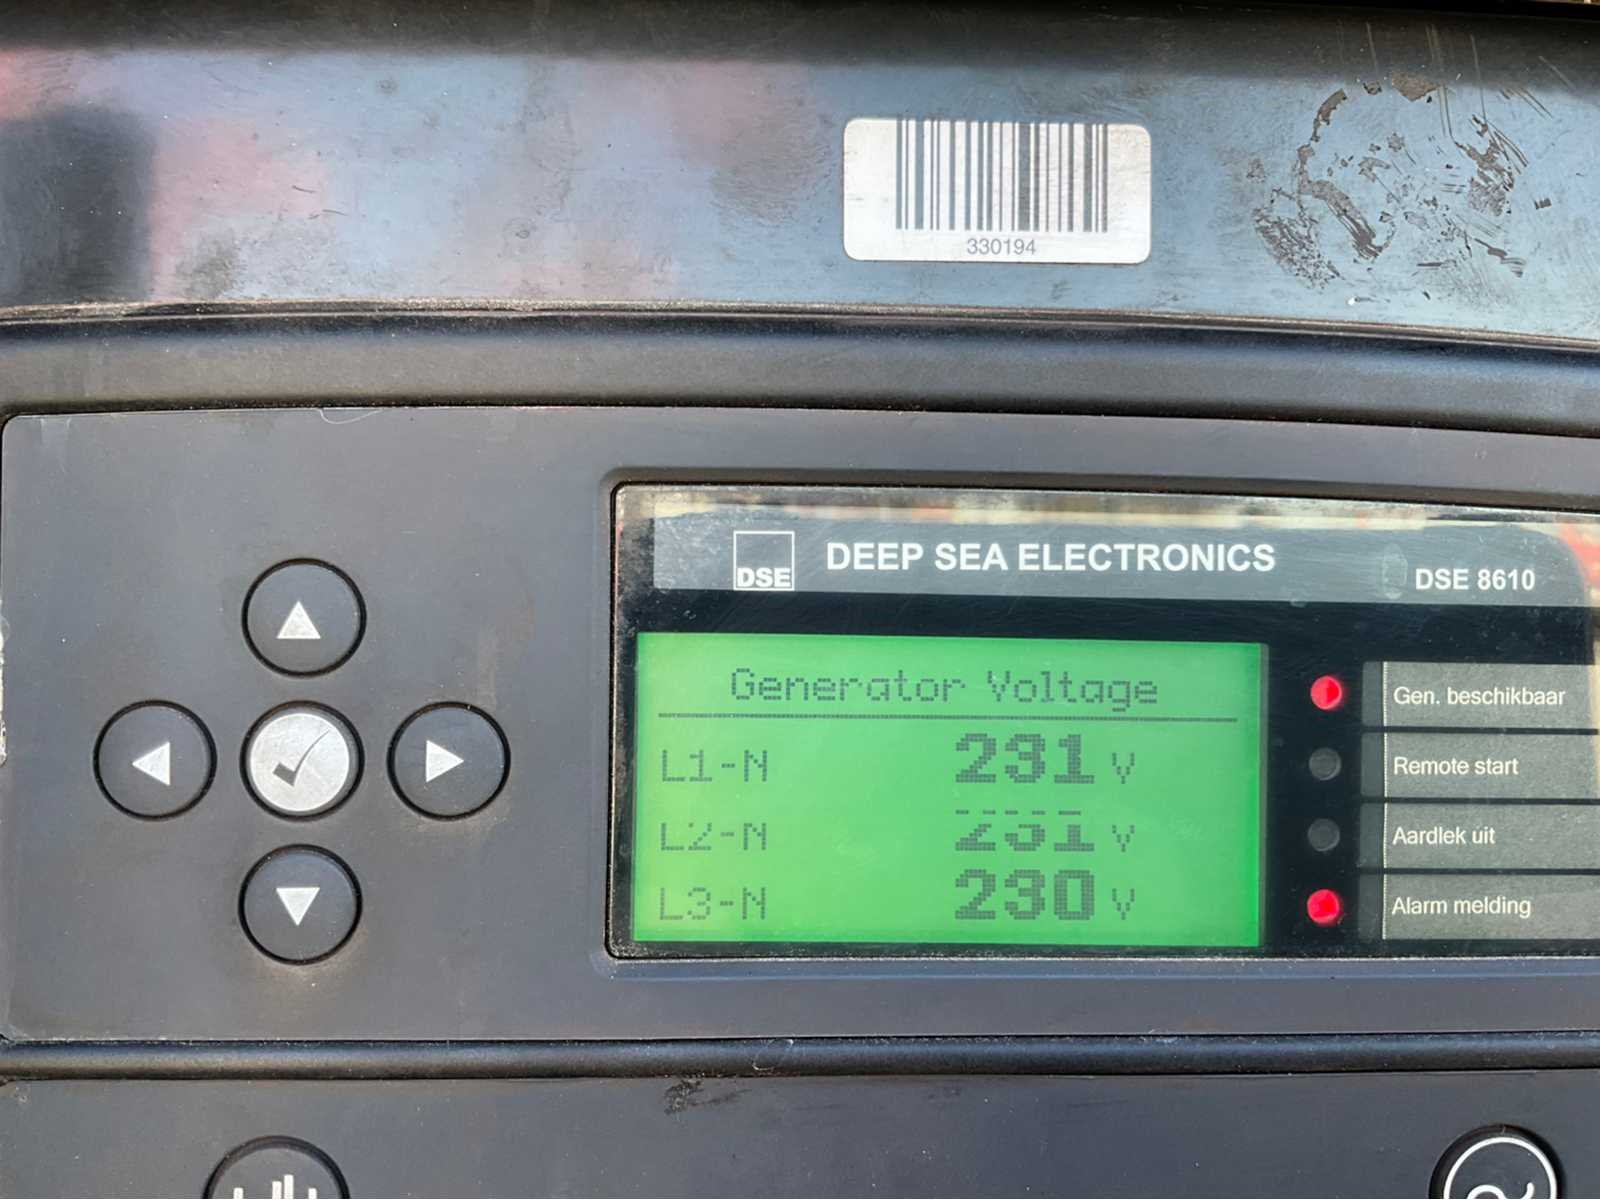 330194
DSE
DEEP SEA ELECTRONICS
DSE 8610
Generator Voltage
L1-N 231 V
L2-N 231 V
L3-N 230 V
Gen. beschikbaar
Remote start
Aardlek uit
Alarm melding